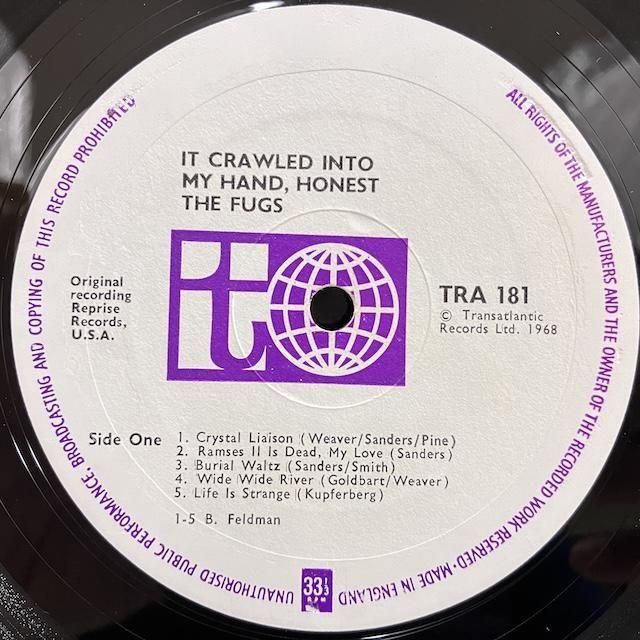 IT CRAWLED INTO
MY HAND, HONEST
THE FUGS
t
Original
recording
Reprise
Records,
U.S.A.
TRA 181
© Transatlantic
Records Ltd. 1968
Side One
1. Crystal Liaison (Weaver/Sanders/Pine)
2. Ramses II Is Dead, My Love (Sanders)
3. Burial Waltz (Sanders/Smith)
4. Wide Wide River (Goldbart/Weaver)
5. Life Is Strange (Kupferberg)
1-5 B. Feldman
ALL RIGHTS OF THE MANUFACTURERS AND THE OWNER OF THE RECORDED WORK RESERVED·MADE IN ENGLAND
33⅓
RPM
UNAUTHORISED PUBLIC PERFORMANCE, BROADCASTING AND COPYING OF THIS RECORD PROHIBITED